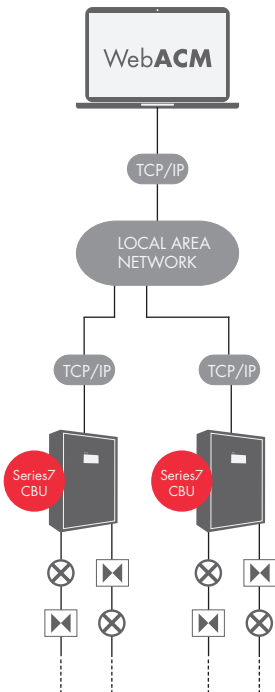 WebACM
TCP/IP
LOCAL AREA
NETWORK
TCP/IP
TCP/IP
Series7
CBU
Series7
CBU